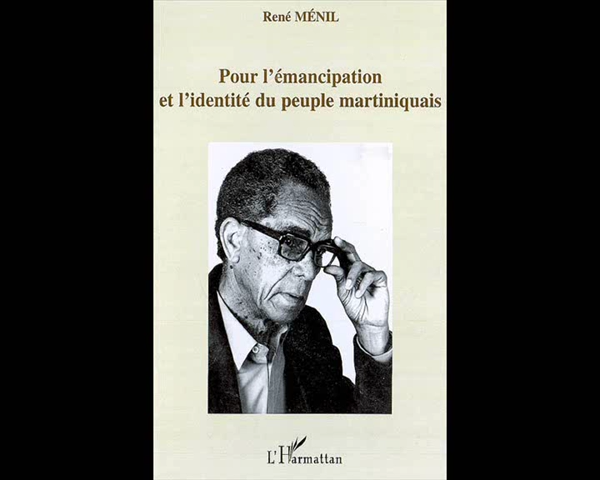 René MÉNIL
Pour l'émancipation
et l'identité du peuple martiniquais
L'Harmattan